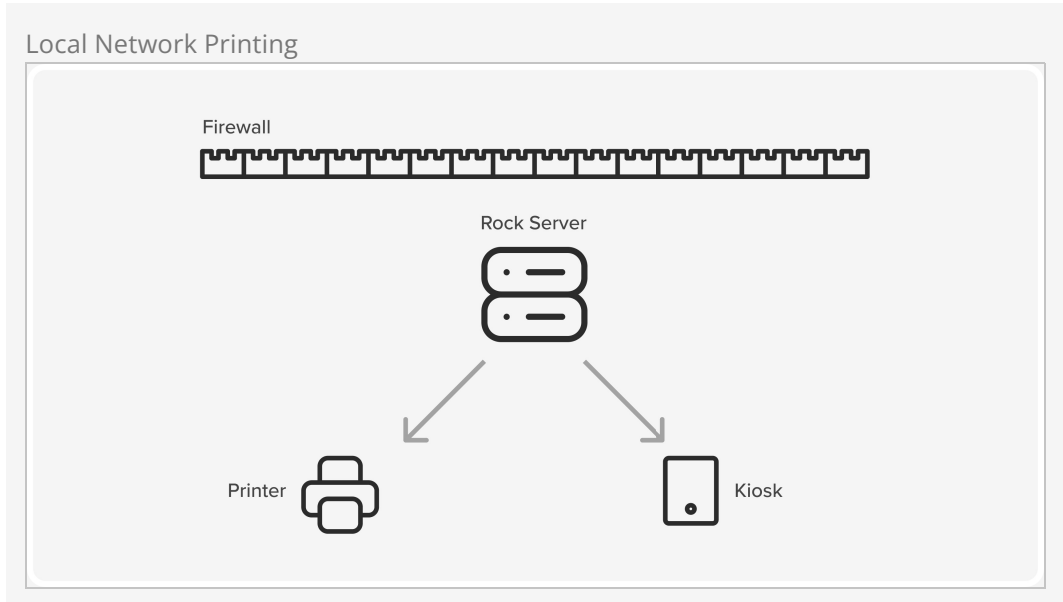 Local Network Printing
Firewall
Rock Server
Printer
Kiosk